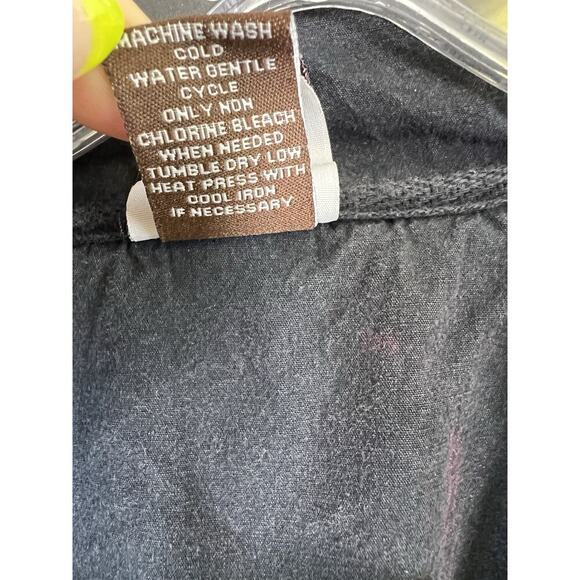 MACHINE WASH
COLD
WATER GENTLE
CYCLE
ONLY NON
CHLORINE BLEACH
WHEN NEEDED
TUMBLE DRY LOW
HEAT PRESS WITH
COOL IRON
IF NECESSARY